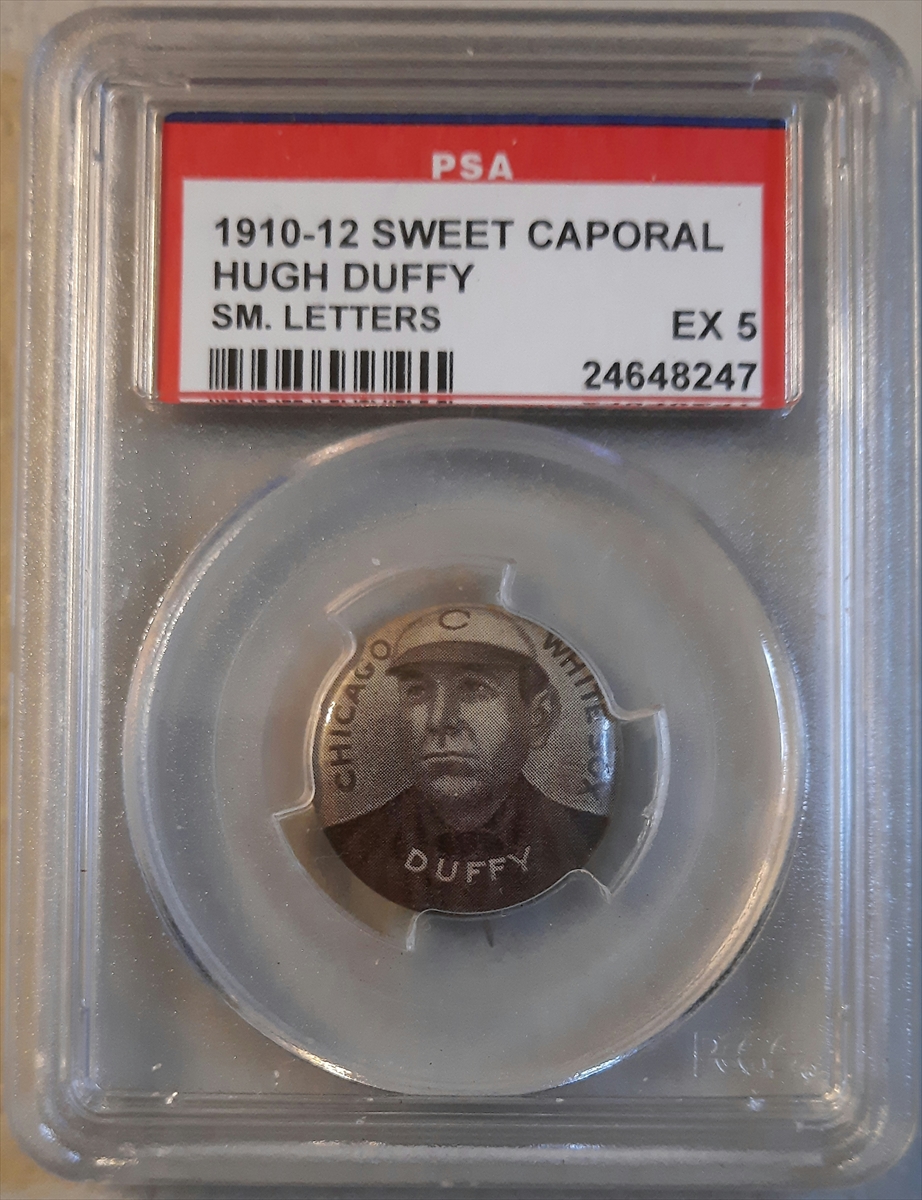 PSA
1910-12 SWEET CAPORAL
HUGH DUFFY
SM. LETTERS
EX 5
24648247
C
CHICAGO WHITE SOX
DUFFY